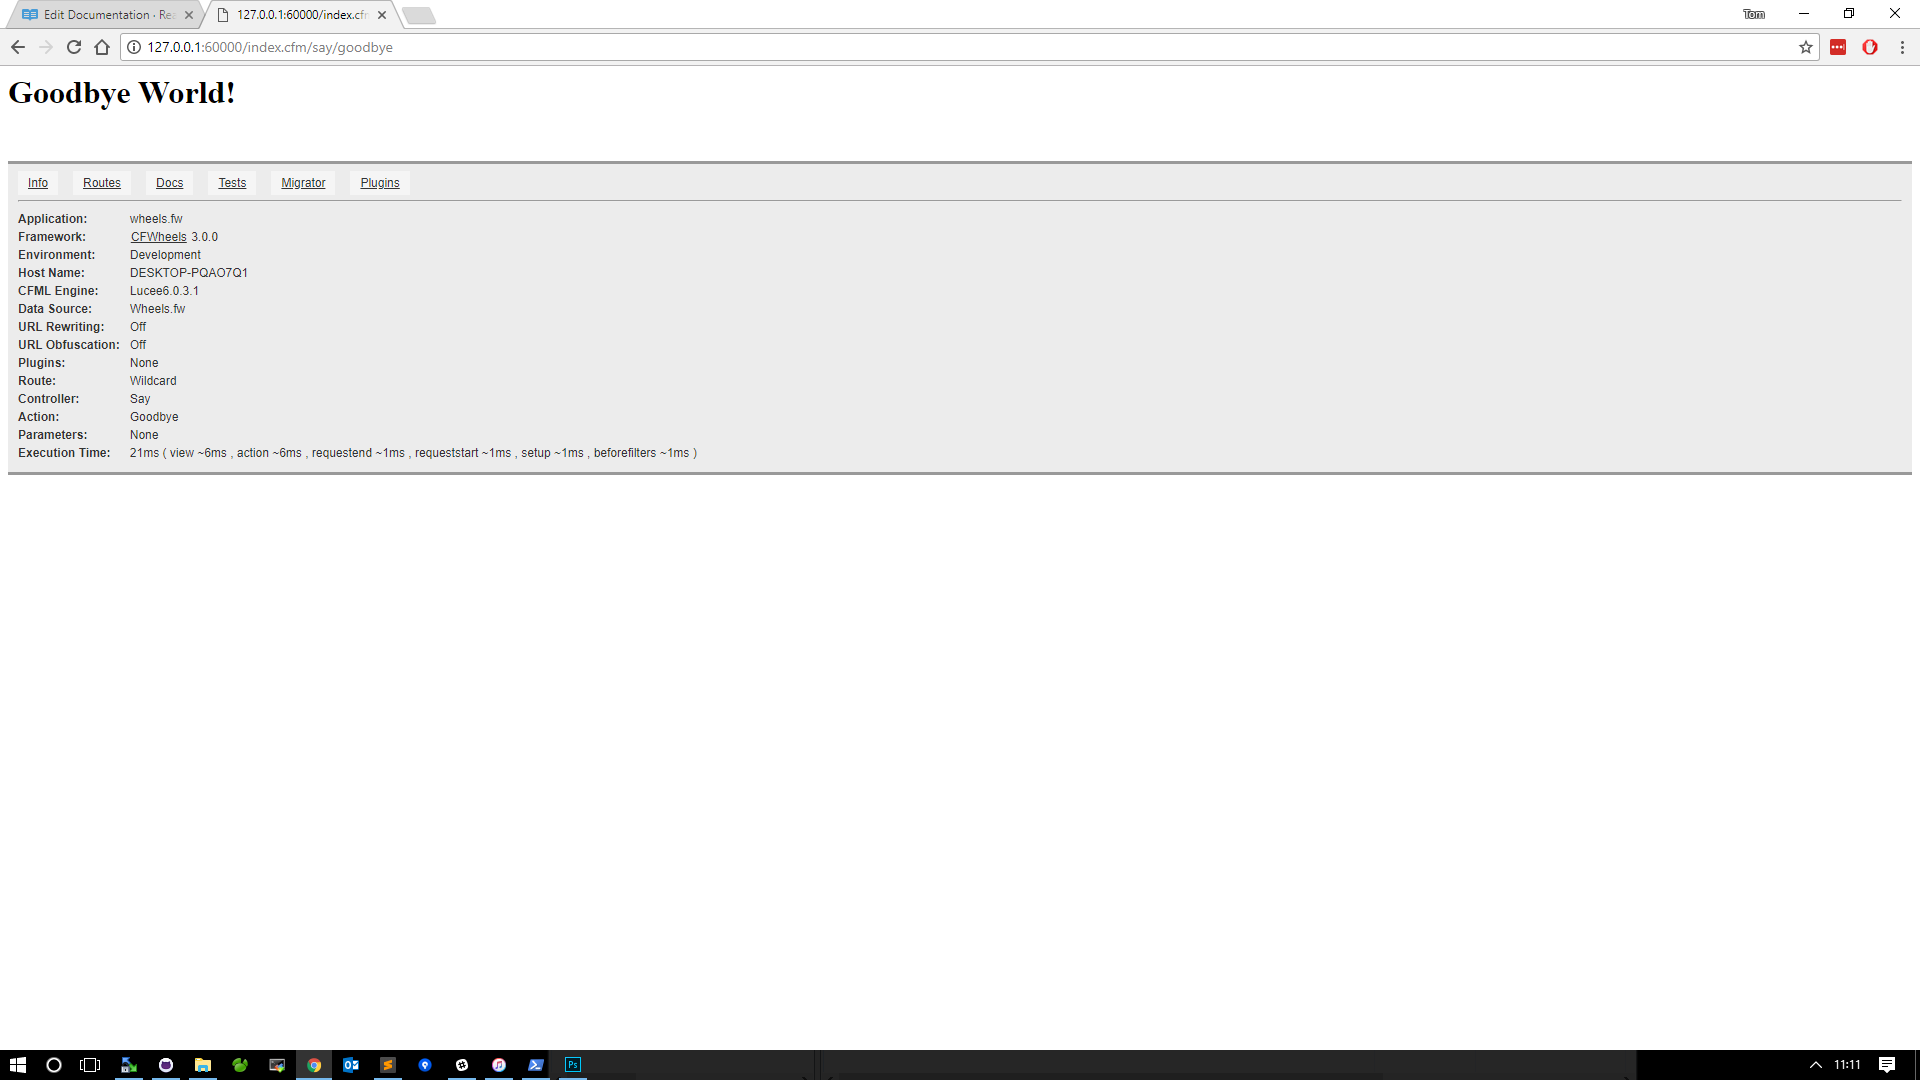 Edit Documentation · Rea
127.0.0.1:60000/index.cfm
Tom
127.0.0.1:60000/index.cfm/say/goodbye
Goodbye World!
Info Routes Docs Tests Migrator Plugins
Application: wheels.fw
Framework: CFWheels 3.0.0
Environment: Development
Host Name: DESKTOP-PQAO7Q1
CFML Engine: Lucee6.0.3.1
Data Source: Wheels.fw
URL Rewriting: Off
URL Obfuscation: Off
Plugins: None
Route: Wildcard
Controller: Say
Action: Goodbye
Parameters: None
Execution Time: 21ms ( view ~6ms , action ~6ms , requestend ~1ms , requeststart ~1ms , setup ~1ms , beforefilters ~1ms )
Ps
11:11